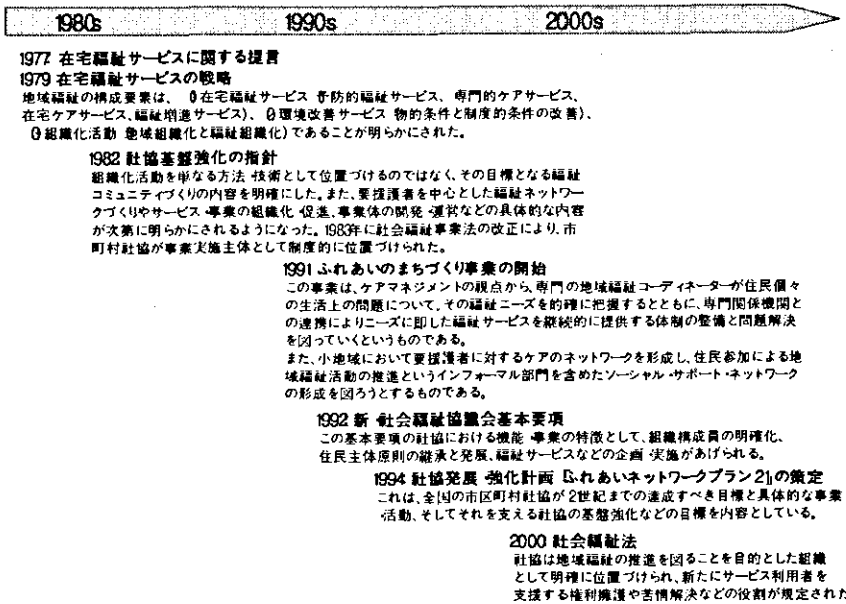 1980s 1990s 2000s
1977 在宅福祉サービスに関する提言
1979 在宅福祉サービスの戦略
地域福祉の構成要素は、 在宅福祉サービス 予防的福祉サービス、専門的ケアサービス、
在宅ケアサービス、福祉増進サービス)、 環境改善サービス 物的条件と制度的条件の改善)、
組織化活動 地域組織化と福祉組織化)であることが明らかにされた。
1982 社協基盤強化の指針
組織化活動を単なる方法・技術として位置づけるのではなく、その目標となる福祉
コミュニティづくりの内容を明確にした。また、要援護者を中心とした福祉ネットワー
クづくりやサービス・事業の組織化・促進、事業体の開発・運営などの具体的な内容
が次第に明らかにされるようになった。1983年に社会福祉事業法の改正により、市
町村社協が事業実施主体として制度的に位置づけられた。
1991 ふれあいのまちづくり事業の開始
この事業は、ケアマネジメントの視点から、専門の地域福祉コーディネーターが住民個々
の生活上の問題について、その福祉ニーズを的確に把握するとともに、専門関係機関と
の連携によりニーズに即した福祉サービスを継続的に提供する体制の整備と問題解決
を図っていくというものである。
また、小地域において要援護者に対するケアのネットワークを形成し、住民参加による地
域福祉活動の推進というインフォーマル部門を含めたソーシャル・サポート・ネットワーク
の形成を図ろうとするものである。
1992 新・社会福祉協議会基本要項
この基本要項の社協における機能・事業の特徴として、組織構成員の明確化、
住民主体原則の継承と発展、福祉サービスなどの企画・実施があげられる。
1994 社協発展・強化計画「ふれあいネットワークプラン21」の策定
これは、全国の市区町村社協が2世紀までの達成すべき目標と具体的な事業
・活動、そしてそれを支える社協の基盤強化などの目標を内容としている。
2000 社会福祉法
社協は地域福祉の推進を図ることを目的とした組織
として明確に位置づけられ、新たにサービス利用者を
支援する権利擁護や苦情解決などの役割が規定された